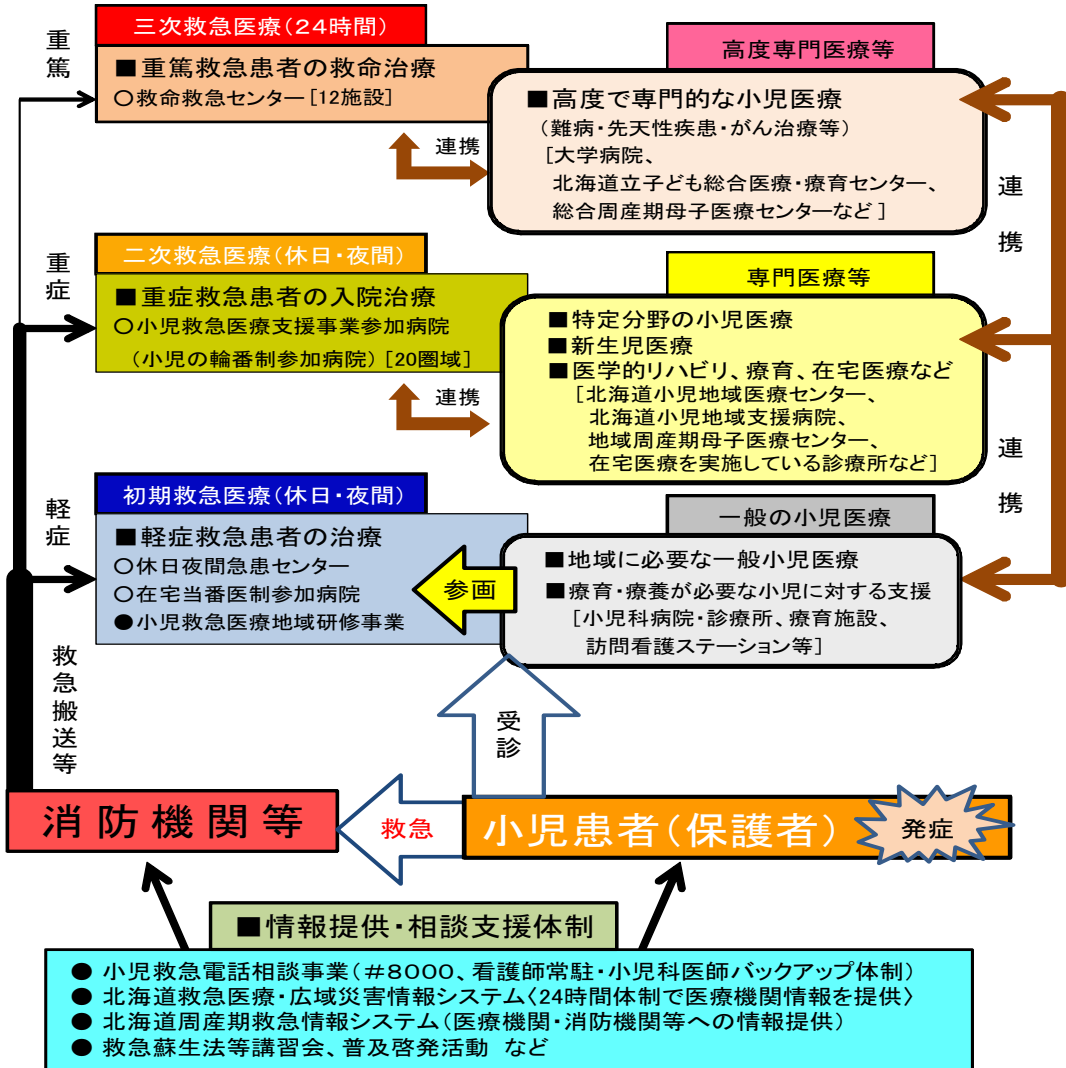 重篤
三次救急医療(24時間)
■重篤救急患者の救命治療
○救命救急センター[12施設]
高度専門医療等
■高度で専門的な小児医療
(難病・先天性疾患・がん治療等)
[大学病院、
北海道立子ども総合医療・療育センター、
総合周産期母子医療センターなど]
連携
連携
重症
二次救急医療(休日・夜間)
■重症救急患者の入院治療
○小児救急医療支援事業参加病院
(小児の輪番制参加病院)[20圏域]
専門医療等
■特定分野の小児医療
■新生児医療
■医学的リハビリ、療育、在宅医療など
[北海道小児地域医療センター、
北海道小児地域支援病院、
地域周産期母子医療センター、
在宅医療を実施している診療所など]
連携
連携
軽症
初期救急医療(休日・夜間)
■軽症救急患者の治療
○休日夜間急患センター
○在宅当番医制参加病院
●小児救急医療地域研修事業
参画
一般の小児医療
■地域に必要な一般小児医療
■療育・療養が必要な小児に対する支援
[小児科病院・診療所、療育施設、
訪問看護ステーション等]
救急搬送等
受診
消防機関等
救急
小児患者(保護者)
発症
■情報提供・相談支援体制
● 小児救急電話相談事業(#8000、看護師常駐・小児科医師バックアップ体制)
● 北海道救急医療・広域災害情報システム〈24時間体制で医療機関情報を提供〉
● 北海道周産期救急情報システム(医療機関・消防機関等への情報提供)
● 救急蘇生法等講習会、普及啓発活動 など